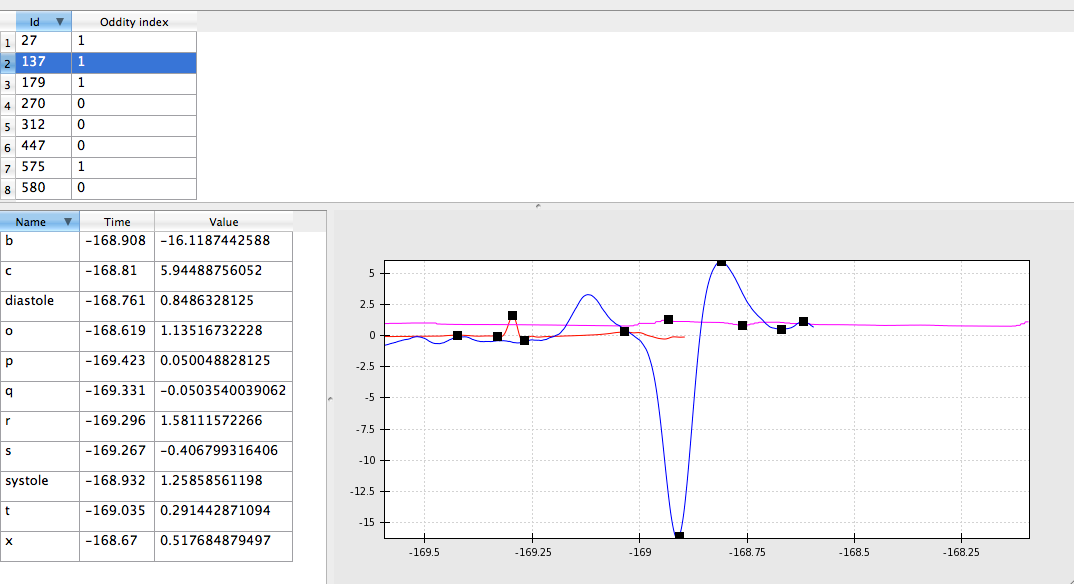 Id Oddity index
1 27 1
2 137 1
3 179 1
4 270 0
5 312 0
6 447 0
7 575 1
8 580 0
Name Time Value
b -168.908 -16.1187442588
c -168.81 5.94488756052
diastole -168.761 0.8486328125
o -168.619 1.13516732228
p -169.423 0.050048828125
q -169.331 -0.0503540039062
r -169.296 1.58111572266
s -169.267 -0.406799316406
systole -168.932 1.25858561198
t -169.035 0.291442871094
x -168.67 0.517684879497
5
2.5
0
-2.5
-5
-7.5
-10
-12.5
-15
-169.5 -169.25 -169 -168.75 -168.5 -168.25